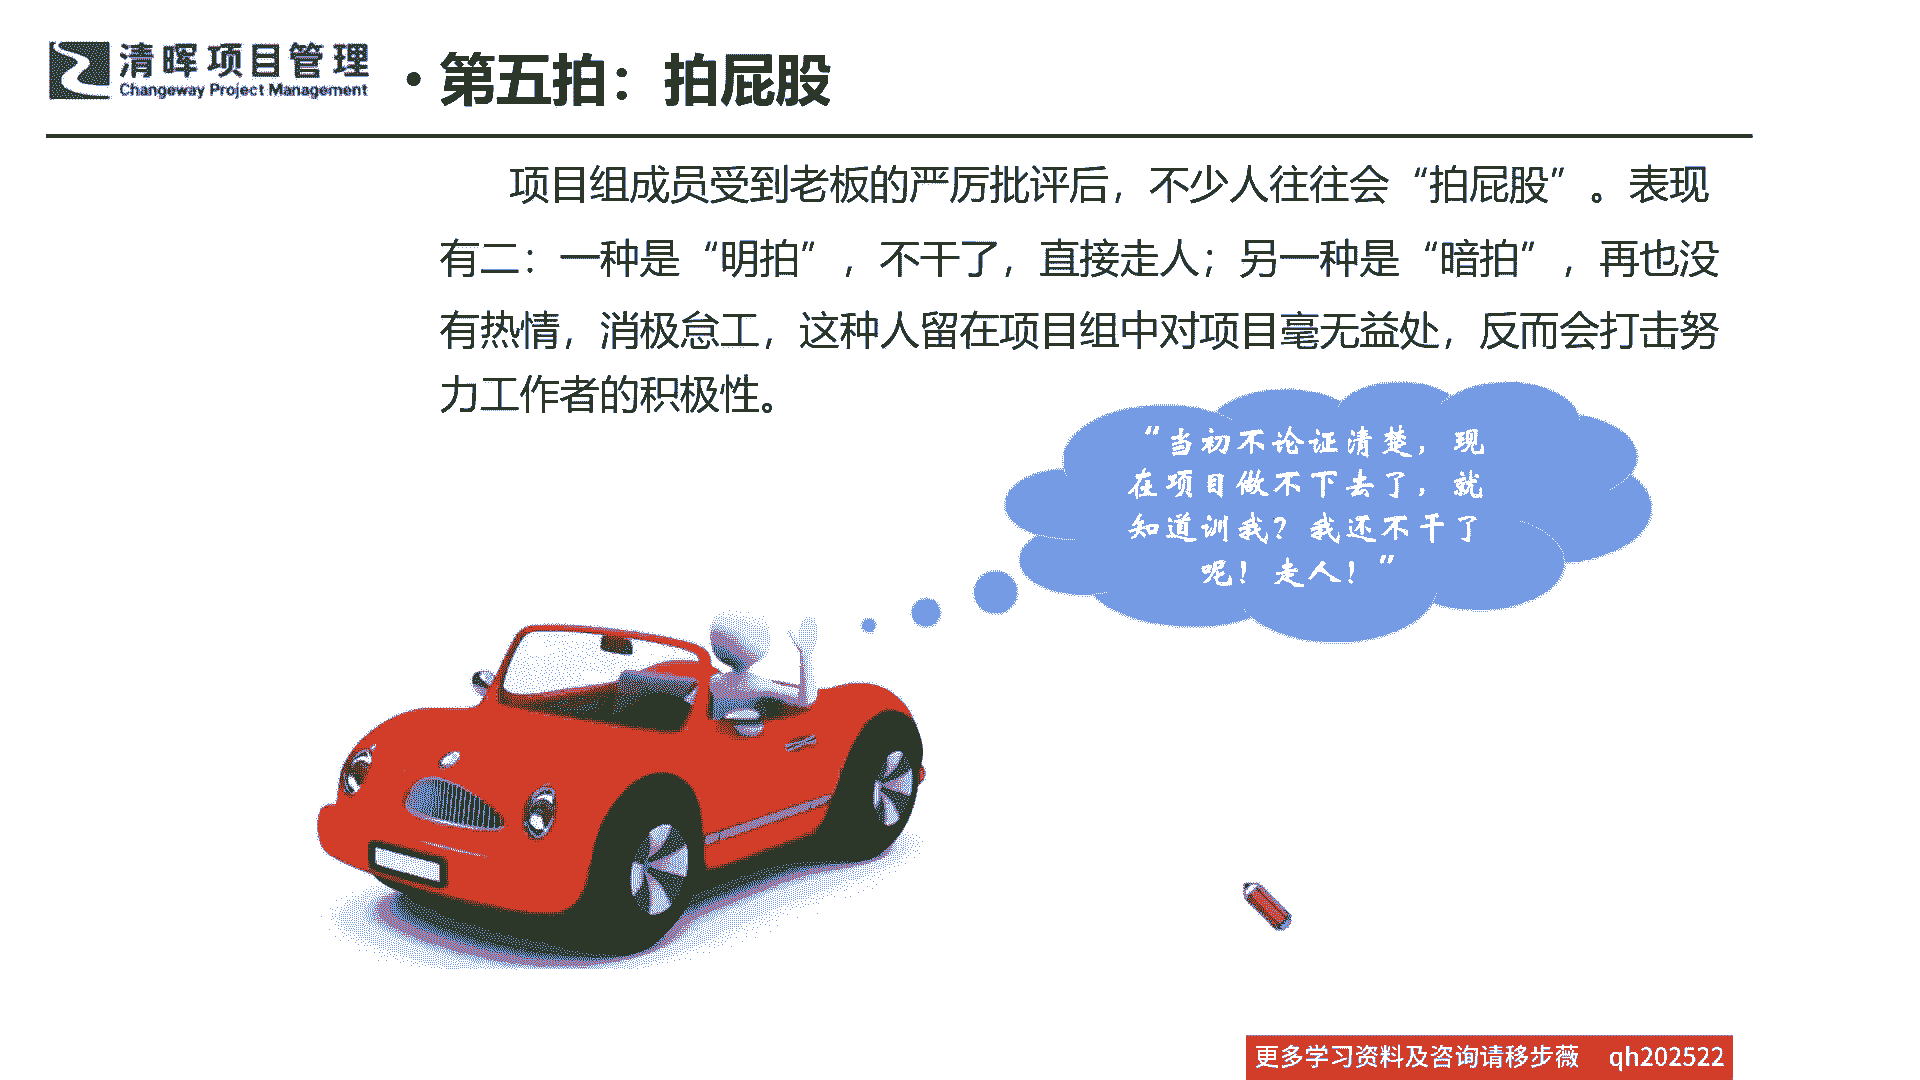 清晖项目管理
Changeway Project Management
• 第五拍：拍屁股
项目组成员受到老板的严厉批评后，不少人往往会“拍屁股”。表现
有二：一种是“明拍”，不干了，直接走人；另一种是“暗拍”，再也没
有热情，消极怠工，这种人留在项目组中对项目毫无益处，反而会打击努
力工作者的积极性。
“当初不论证清楚，现
在项目做不下去了，就
知道训我？我还不干了
呢！走人！”
更多学习资料及咨询请移步薇 qh202522